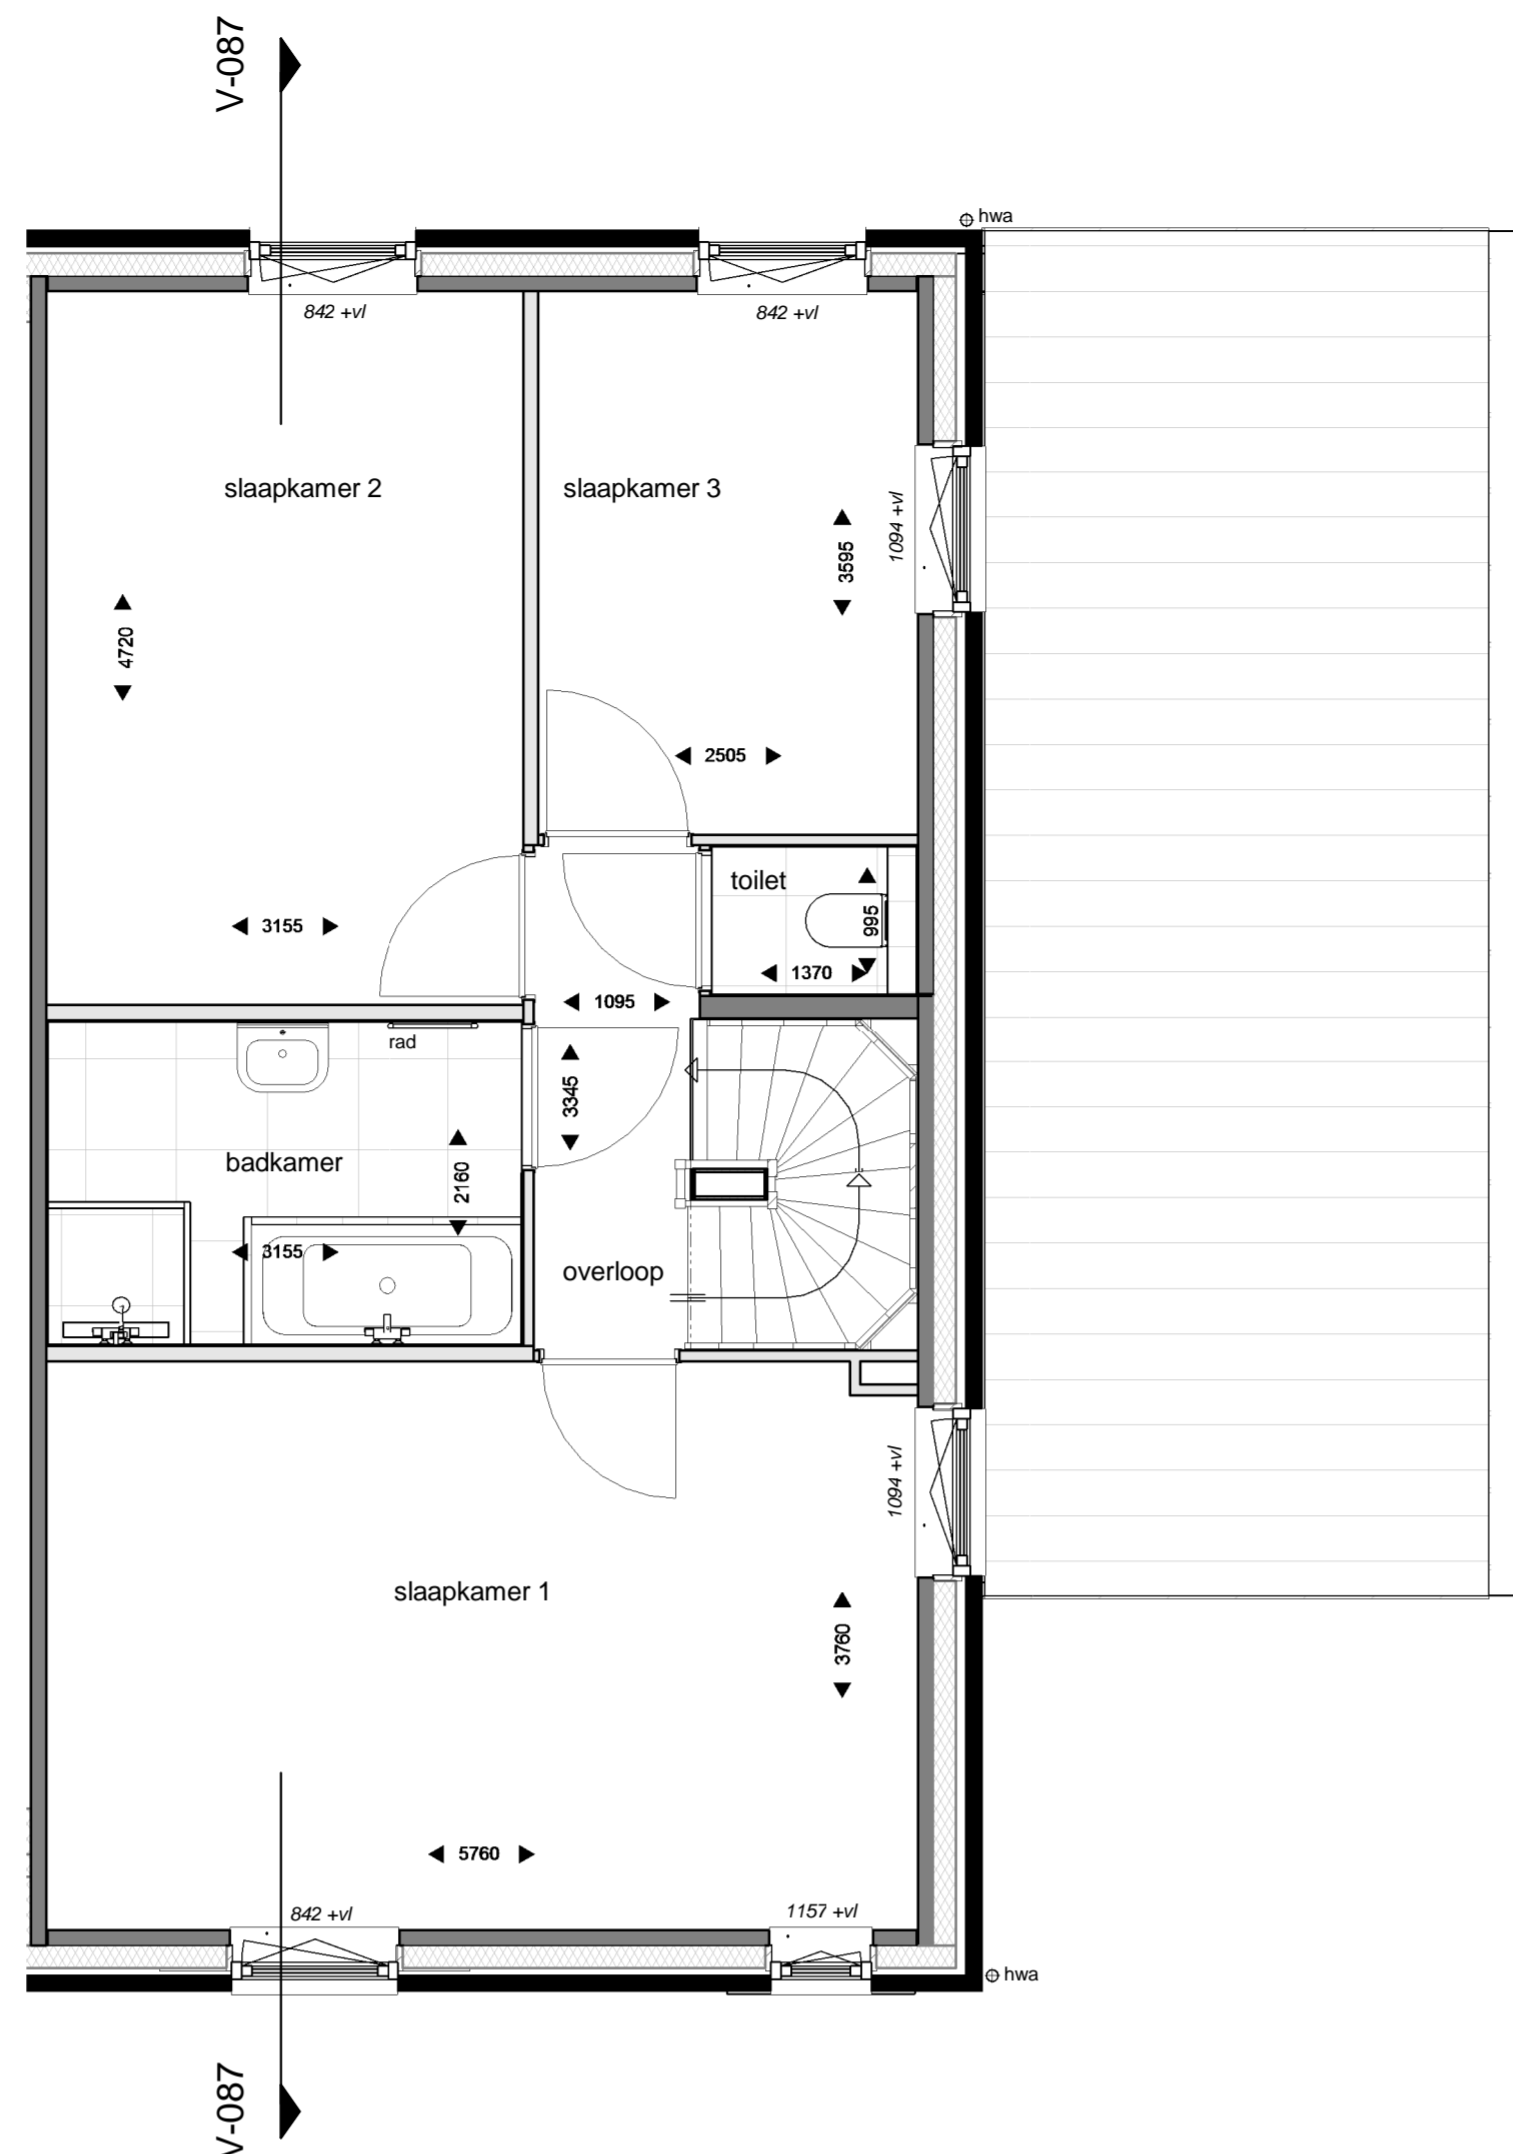 V-087
hwa
842 +vl
842 +vl
slaapkamer 2
slaapkamer 3
1094 +vl
3595
4720
2505
toilet
995
3155
1370
1095
rad
3345
badkamer
2160
3155
overloop
1094 +vl
slaapkamer 1
3760
5760
842 +vl
1157 +vl
hwa
V-087